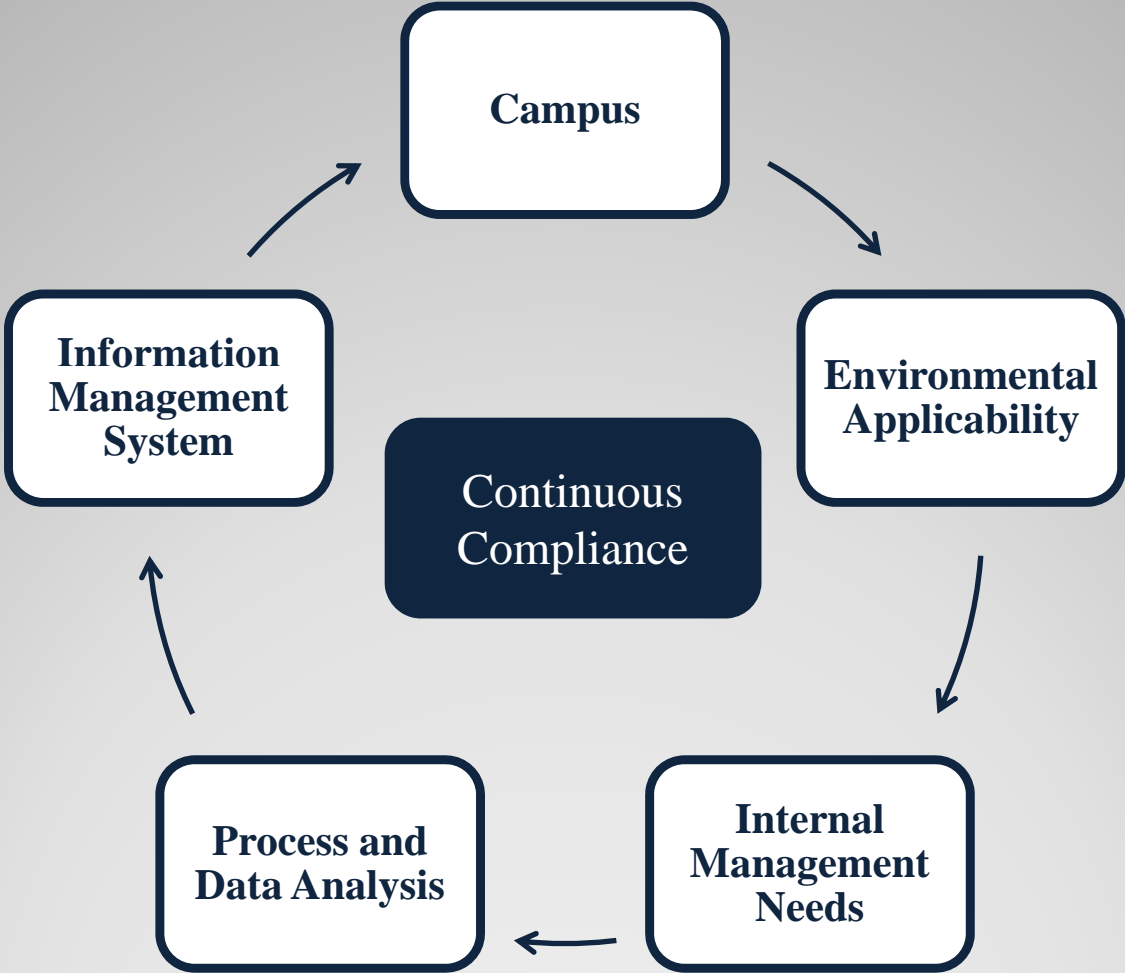 Campus
Environmental
Applicability
Internal
Management
Needs
Process and
Data Analysis
Information
Management
System
Continuous
Compliance